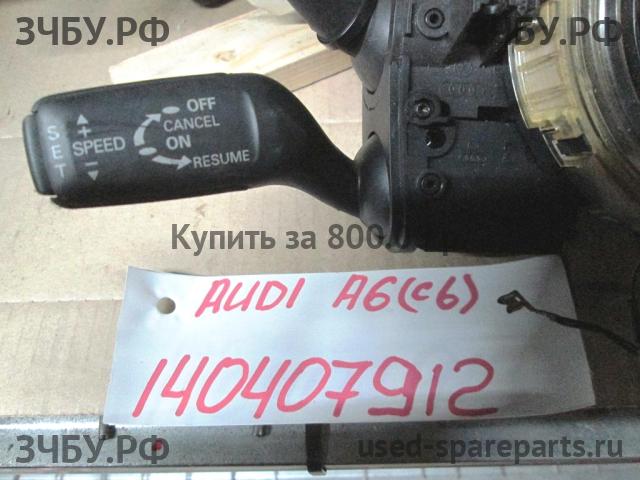 ЗЧБУ.РФ
ЗЧБУ.РФ
OFF
CANCEL
ON
RESUME
SET
+
SPEED
−
Купить за 800.
AUDI A6(c6)
140407912
ЗЧБУ.РФ
used-spareparts.ru